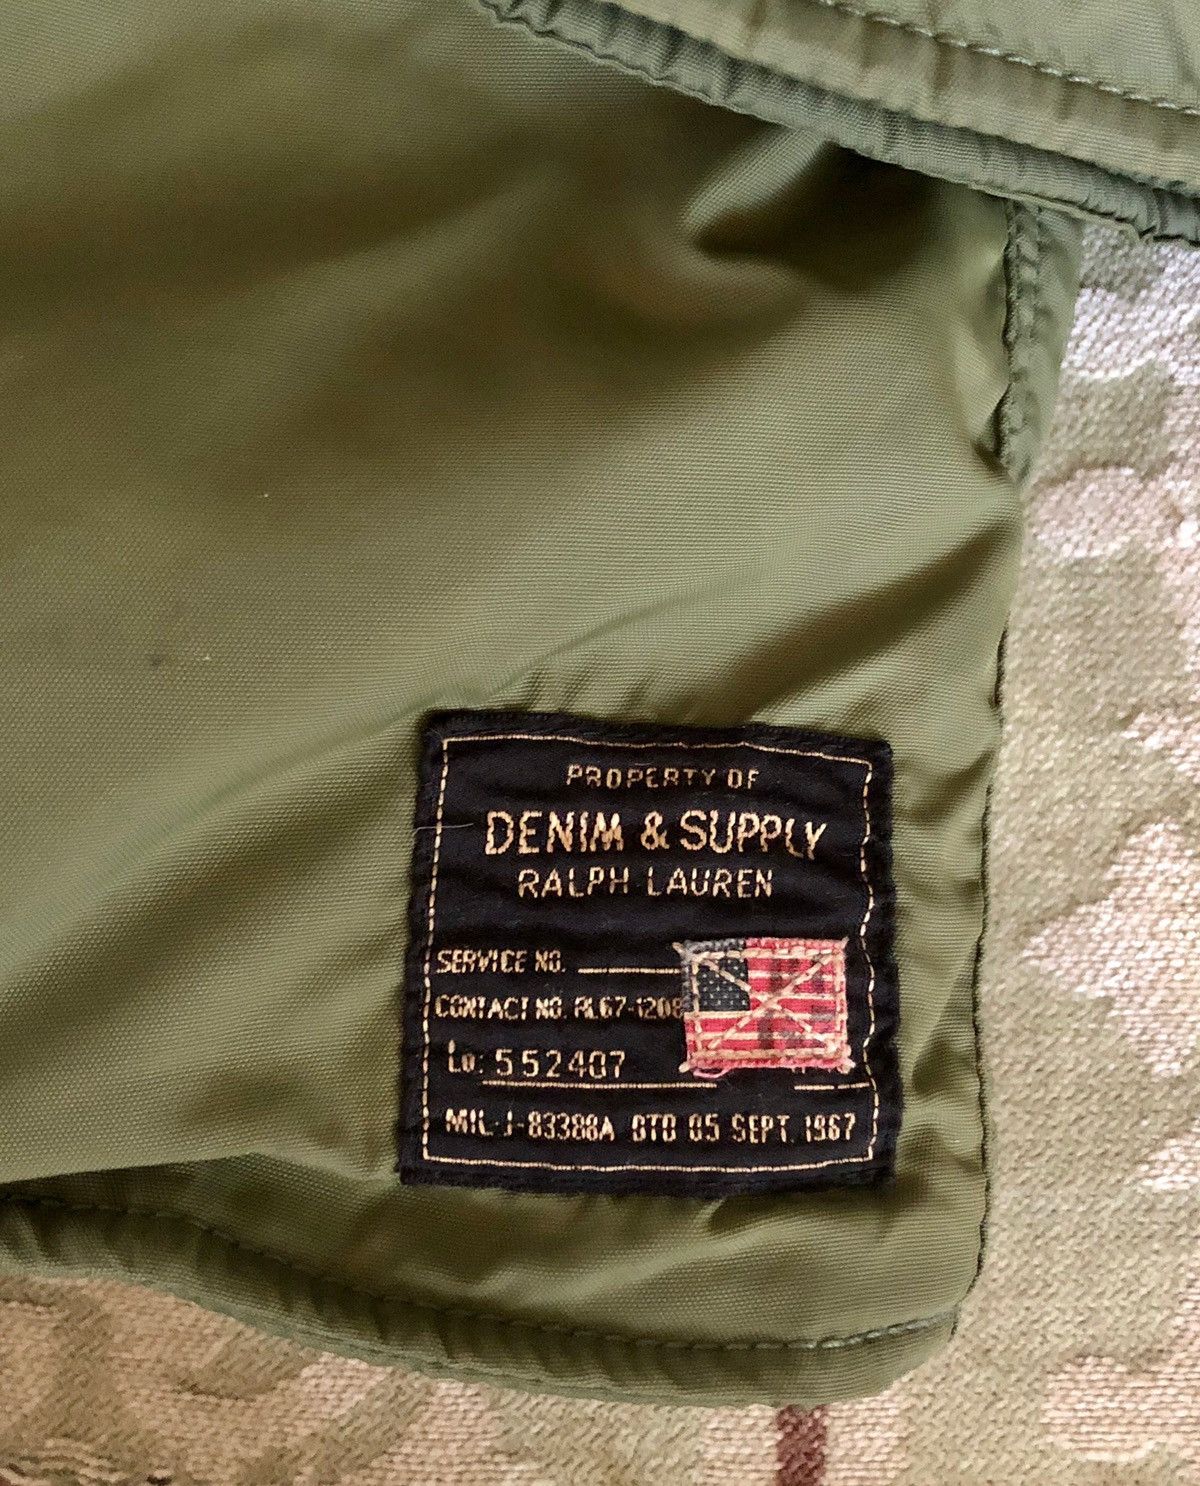 PROPERTY OF
DENIM & SUPPLY
RALPH LAUREN
SERVICE NO.
CONTACT NO. RL67-1208
Lo: 552407
MIL-J-83388A DTD 05 SEPT. 1967